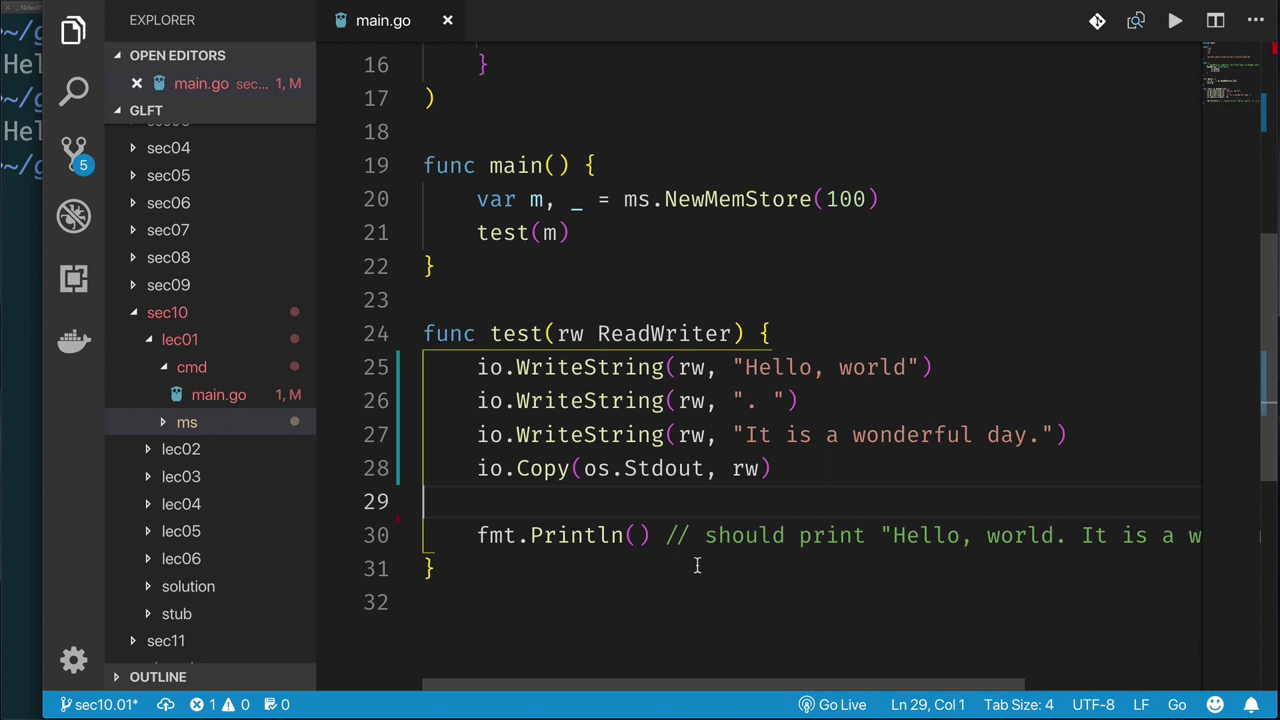 EXPLORER
main.go
~/g
OPEN EDITORS
Hel
main.go sec... 1, M
~/g
GLFT
Hel
sec04
~/g
5
sec05
sec06
sec07
sec08
sec09
sec10
lec01
cmd
main.go 1, M
ms
lec02
lec03
lec04
lec05
lec06
solution
stub
sec11
OUTLINE
16 }
17 )
18
19 func main() {
20 var m, _ = ms.NewMemStore(100)
21 test(m)
22 }
23
24 func test(rw ReadWriter) {
25 io.WriteString(rw, "Hello, world")
26 io.WriteString(rw, ". ")
27 io.WriteString(rw, "It is a wonderful day.")
28 io.Copy(os.Stdout, rw)
29
30 fmt.Println() // should print "Hello, world. It is a w
31 }
32
sec10.01* 1 0 0 Go Live Ln 29, Col 1 Tab Size: 4 UTF-8 LF Go